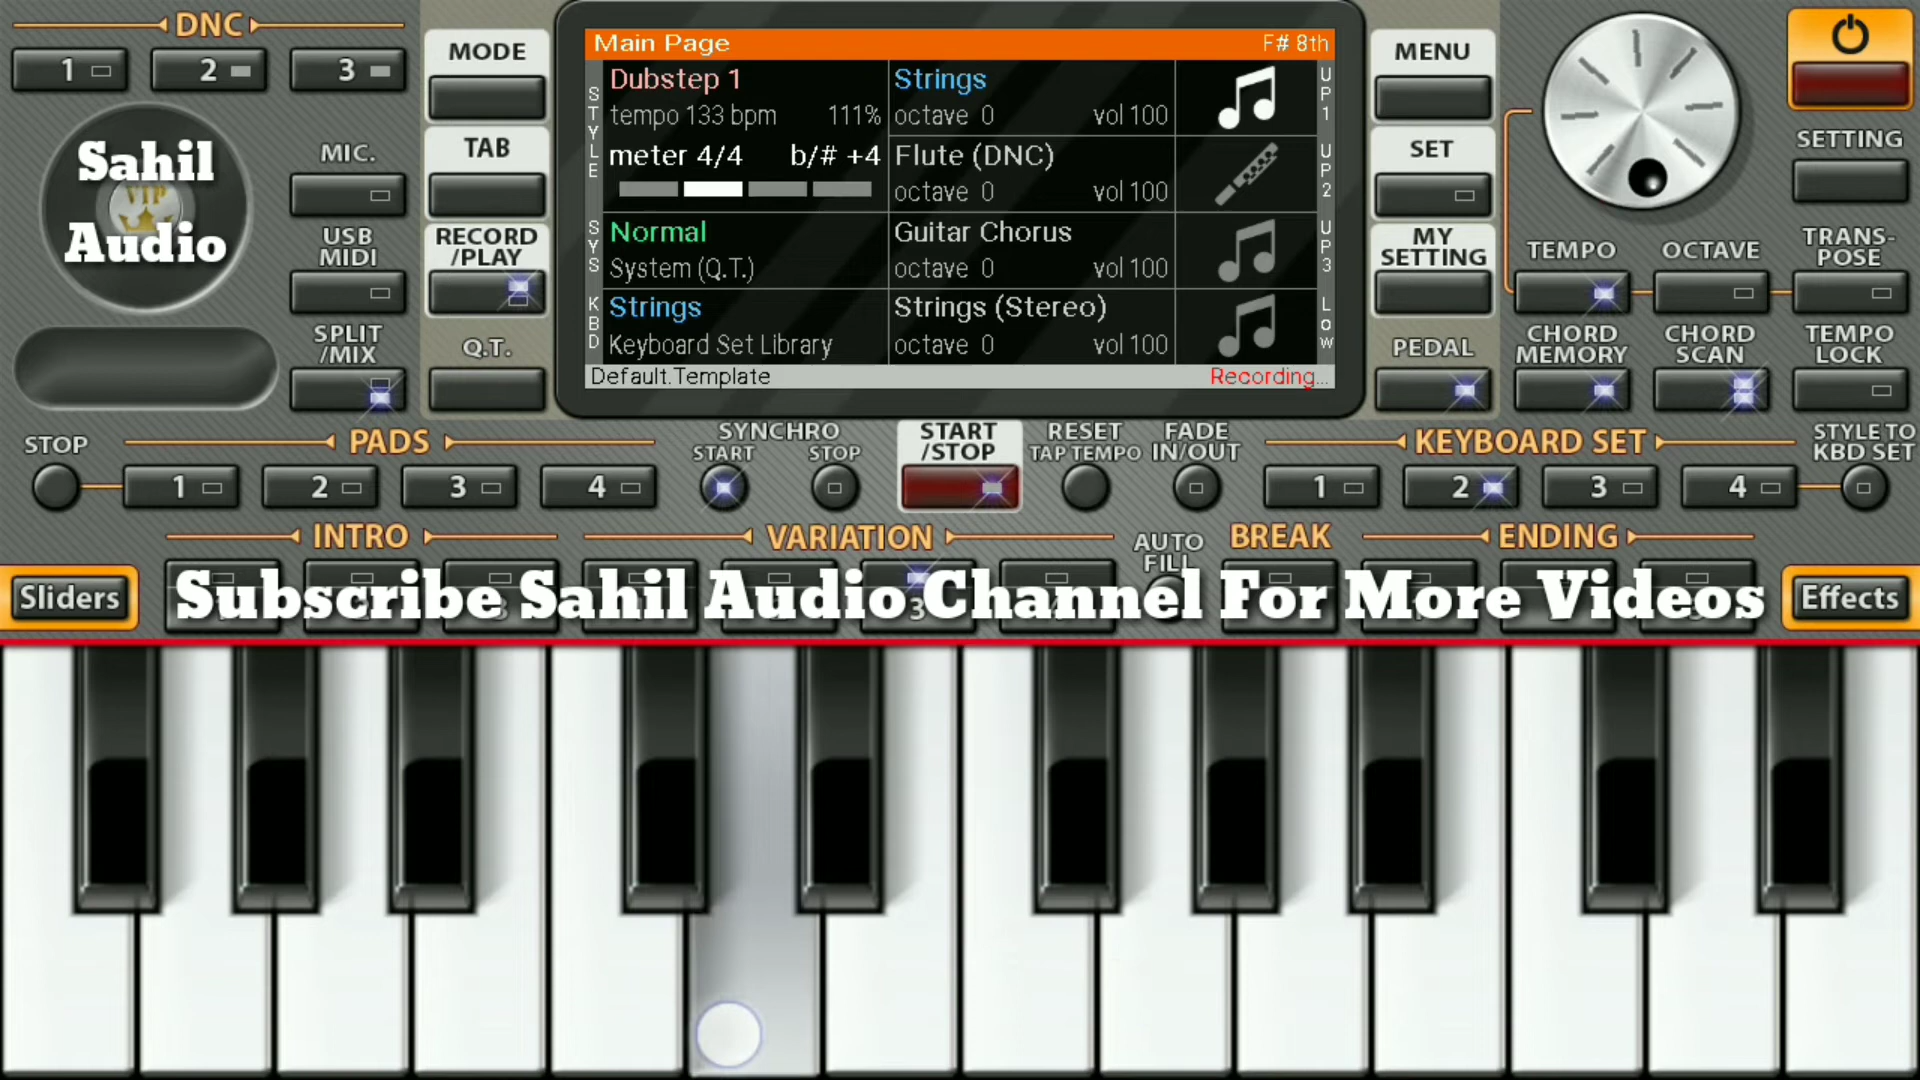 DNC
1
2
3
MODE
Main Page
F# 8th
MENU
Sahil
VIP
Audio
MIC.
TAB
USB
MIDI
RECORD
/PLAY
SPLIT
/MIX
Q.T.
STYLE
Dubstep 1
tempo 133 bpm 111%
meter 4/4 b/# +4
SYS
Normal
System (Q.T.)
KBD
Strings
Keyboard Set Library
Strings
octave 0 vol 100
UP1
Flute (DNC)
octave 0 vol 100
UP2
Guitar Chorus
octave 0 vol 100
UP3
Strings (Stereo)
octave 0 vol 100
Low
Default.Template
Recording...
SET
MY
SETTING
PEDAL
SETTING
TEMPO
OCTAVE
TRANS-
POSE
CHORD
MEMORY
CHORD
SCAN
TEMPO
LOCK
STOP
PADS
1
2
3
4
SYNCHRO
START
STOP
START
/STOP
RESET
TAP TEMPO
FADE
IN/OUT
KEYBOARD SET
1
2
3
4
STYLE TO
KBD SET
INTRO
VARIATION
AUTO
FILL
BREAK
ENDING
Sliders
Subscribe Sahil Audio Channel For More Videos
3
Effects